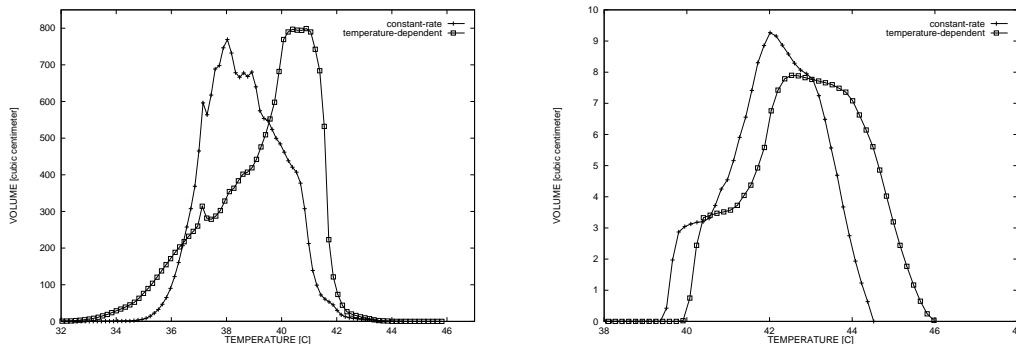 800
700
600
500
400
300
200
100
0
VOLUME [cubic centimeter]
constant-rate
temperature-dependent
32 34 36 38 40 42 44 46
TEMPERATURE [C]
10
9
8
7
6
5
4
3
2
1
0
VOLUME [cubic centimeter]
constant-rate
temperature-dependent
38 40 42 44 46
TEMPERATURE [C]